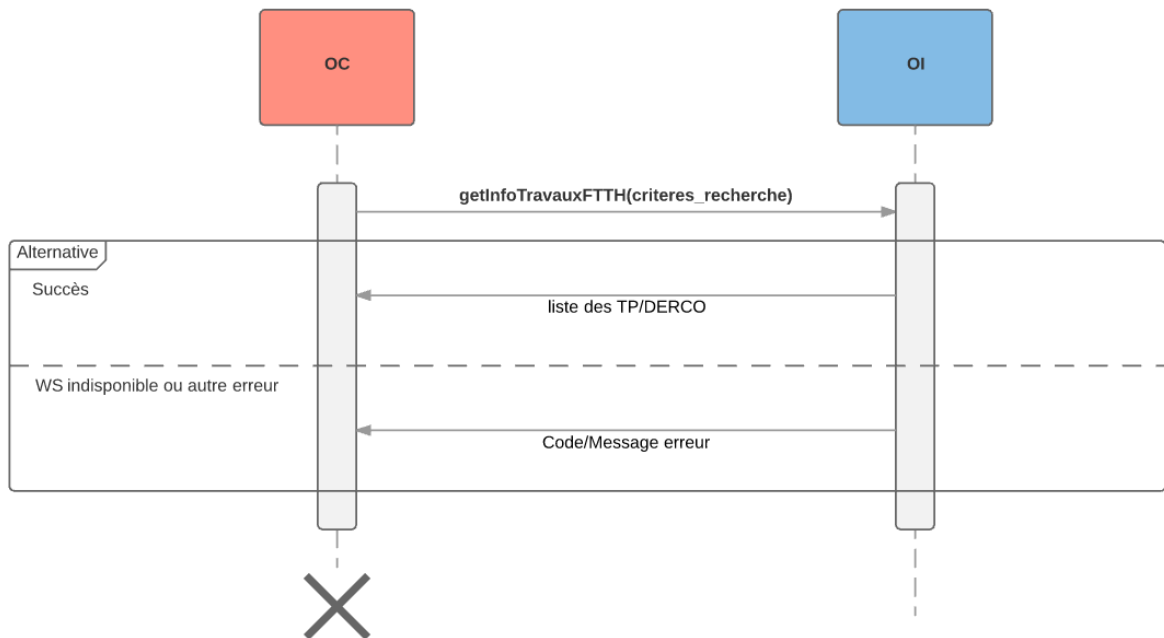 OC
OI
getInfoTravauxFTTH(criteres_recherche)
Alternative
Succès
liste des TP/DERCO
WS indisponible ou autre erreur
Code/Message erreur